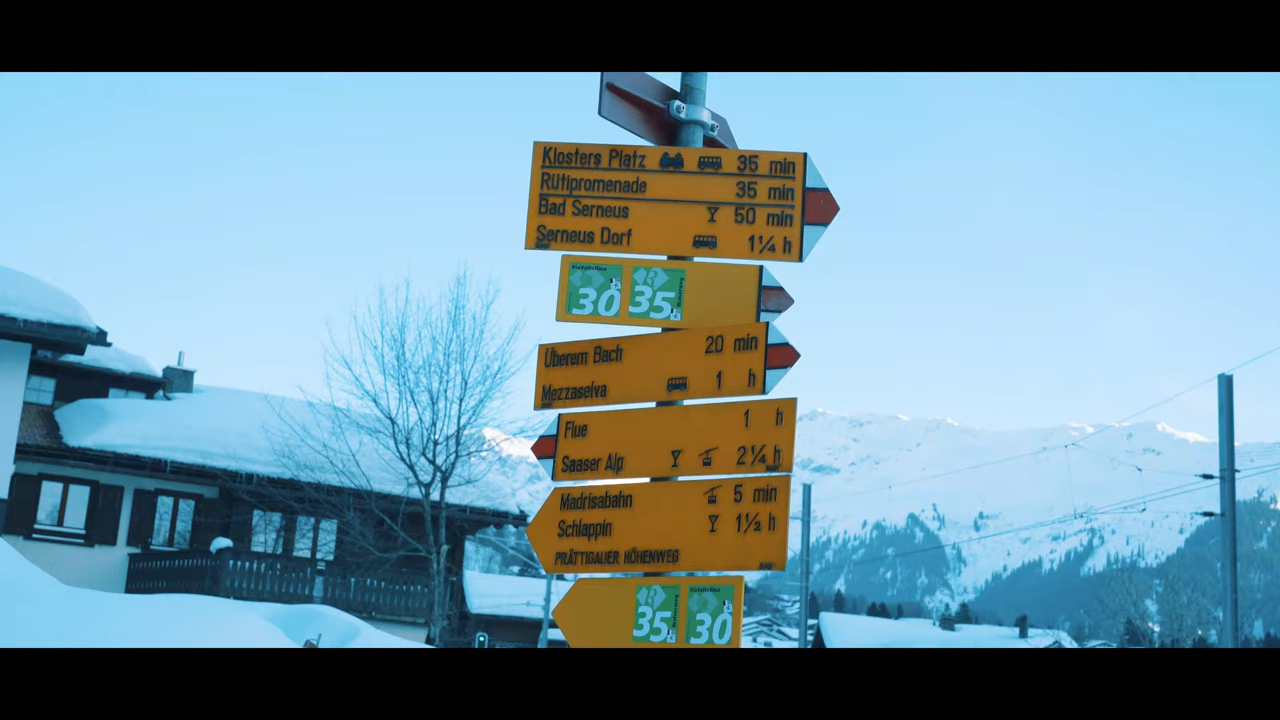 Klosters Platz 35 min
Rütipromenade 35 min
Bad Serneus 50 min
Serneus Dorf 1¼ h
ViaValtellina
30 35
Überem Bach 20 min
Mezzaselva 1 h
Flue 1 h
Saaser Alp 2¼ h
Madrisabahn 5 min
Schlappin 1½ h
PRÄTTIGAUER HÖHENWEG
ViaValtellina
35 30